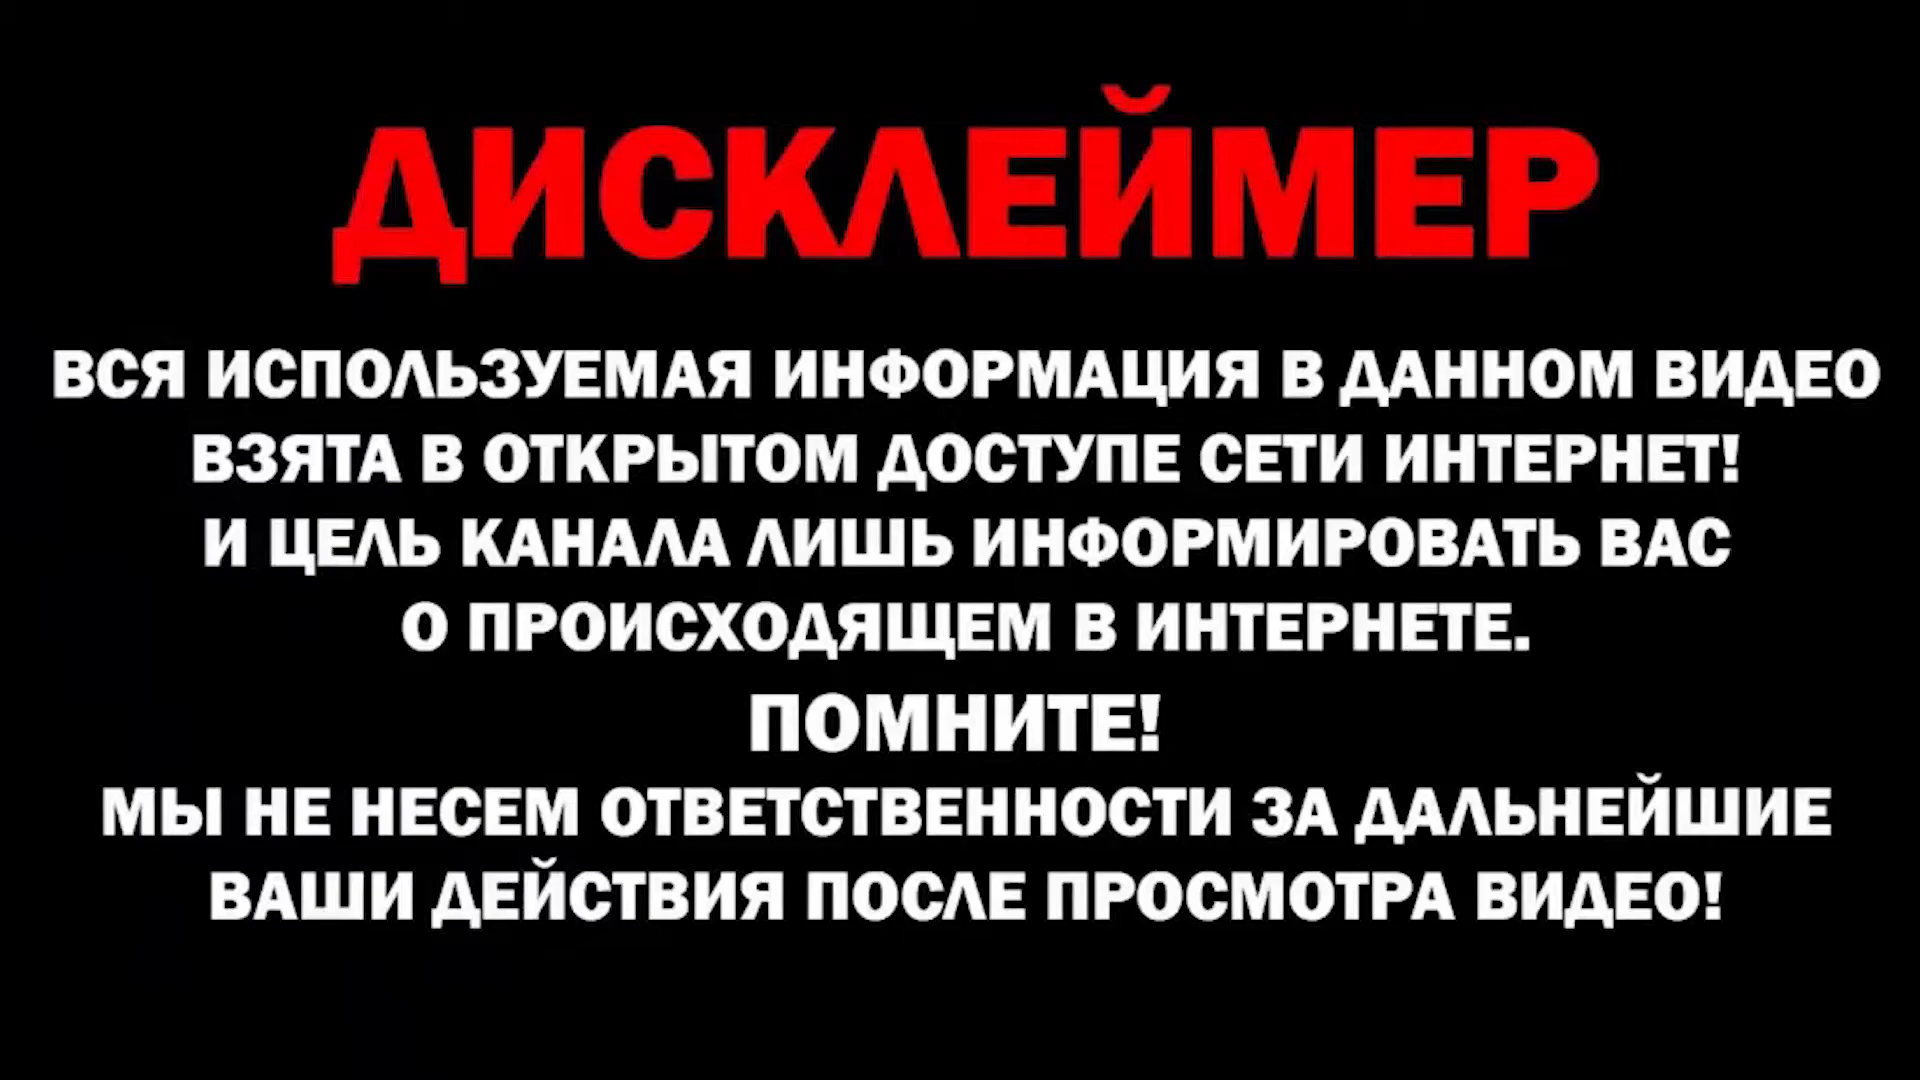 ДИСКЛЕЙМЕР
ВСЯ ИСПОЛЬЗУЕМАЯ ИНФОРМАЦИЯ В ДАННОМ ВИДЕО
ВЗЯТА В ОТКРЫТОМ ДОСТУПЕ СЕТИ ИНТЕРНЕТ!
И ЦЕЛЬ КАНАЛА ЛИШЬ ИНФОРМИРОВАТЬ ВАС
О ПРОИСХОДЯЩЕМ В ИНТЕРНЕТЕ.
ПОМНИТЕ!
МЫ НЕ НЕСЕМ ОТВЕТСТВЕННОСТИ ЗА ДАЛЬНЕЙШИЕ
ВАШИ ДЕЙСТВИЯ ПОСЛЕ ПРОСМОТРА ВИДЕО!